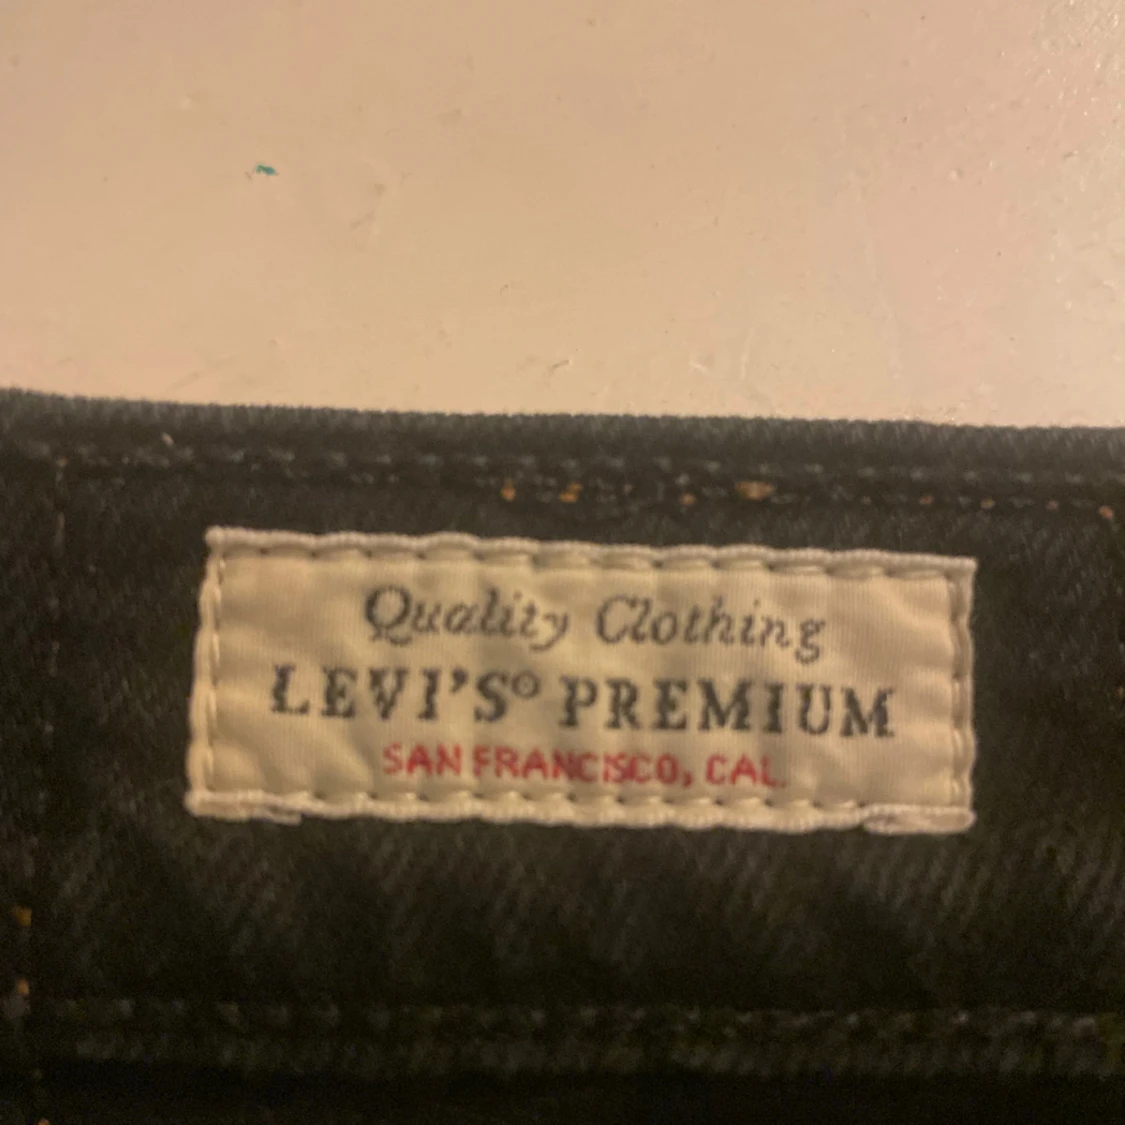 Quality Clothing
LEVI'S® PREMIUM
SAN FRANCISCO, CAL.